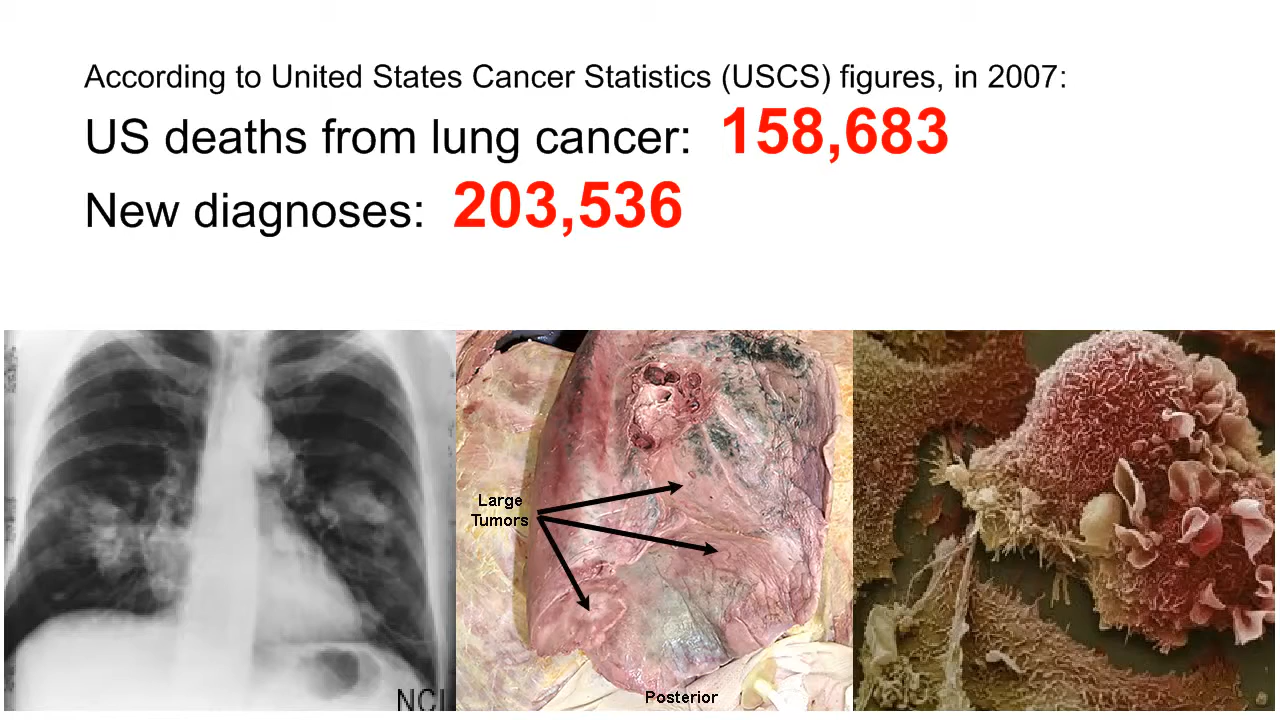 According to United States Cancer Statistics (USCS) figures, in 2007:
US deaths from lung cancer: 158,683
New diagnoses: 203,536
Large
Tumors
NCI
Posterior